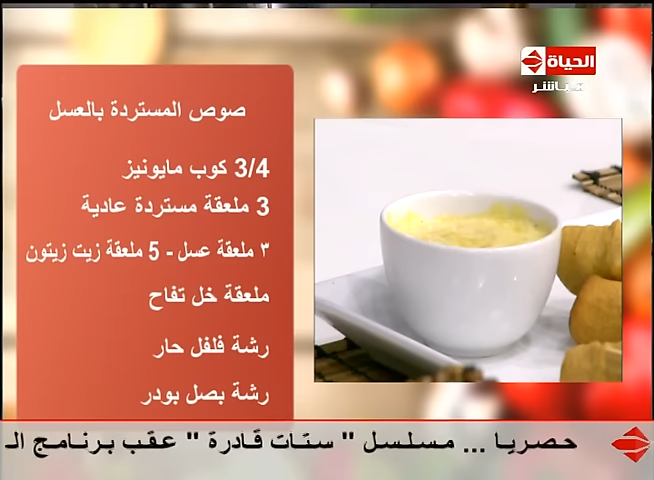 الحياة
مباشر
صوص المستردة بالعسل
3/4 كوب مايونيز
3 ملعقة مستردة عادية
٣ ملعقة عسل - 5 ملعقة زيت زيتون
ملعقة خل تفاح
رشة فلفل حار
رشة بصل بودر
حصريا ... مسلسل " ستات قادرة " عقب برنامج الـ